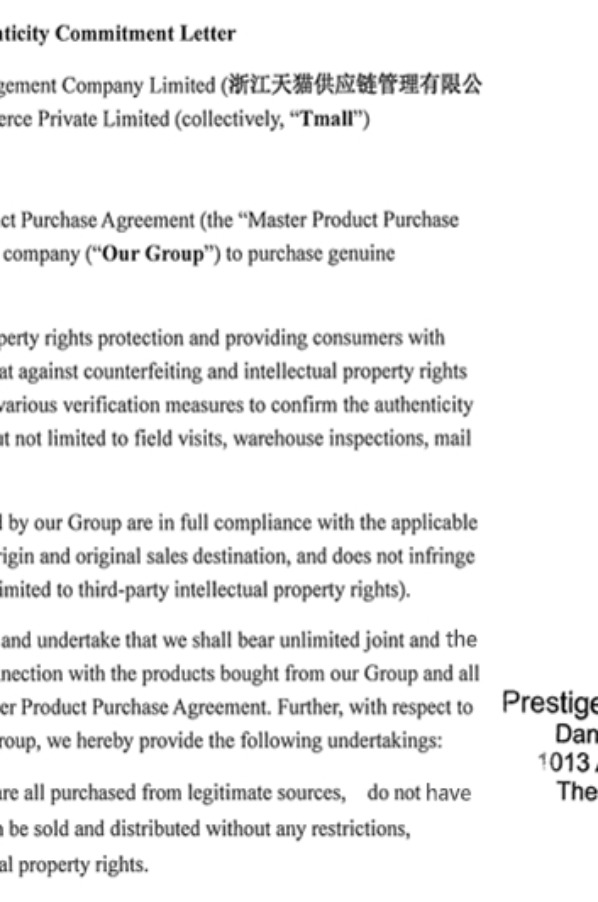 nticity Commitment Letter
gement Company Limited (浙江天猫供应链管理有限公
erce Private Limited (collectively, “Tmall”)
ct Purchase Agreement (the “Master Product Purchase
company (“Our Group”) to purchase genuine
perty rights protection and providing consumers with
at against counterfeiting and intellectual property rights
various verification measures to confirm the authenticity
ut not limited to field visits, warehouse inspections, mail
l by our Group are in full compliance with the applicable
rigin and original sales destination, and does not infringe
imited to third-party intellectual property rights).
and undertake that we shall bear unlimited joint and the
nnection with the products bought from our Group and all
er Product Purchase Agreement. Further, with respect to
roup, we hereby provide the following undertakings:
are all purchased from legitimate sources, do not have
n be sold and distributed without any restrictions,
al property rights.
Prestige
Dan
1013 A
The